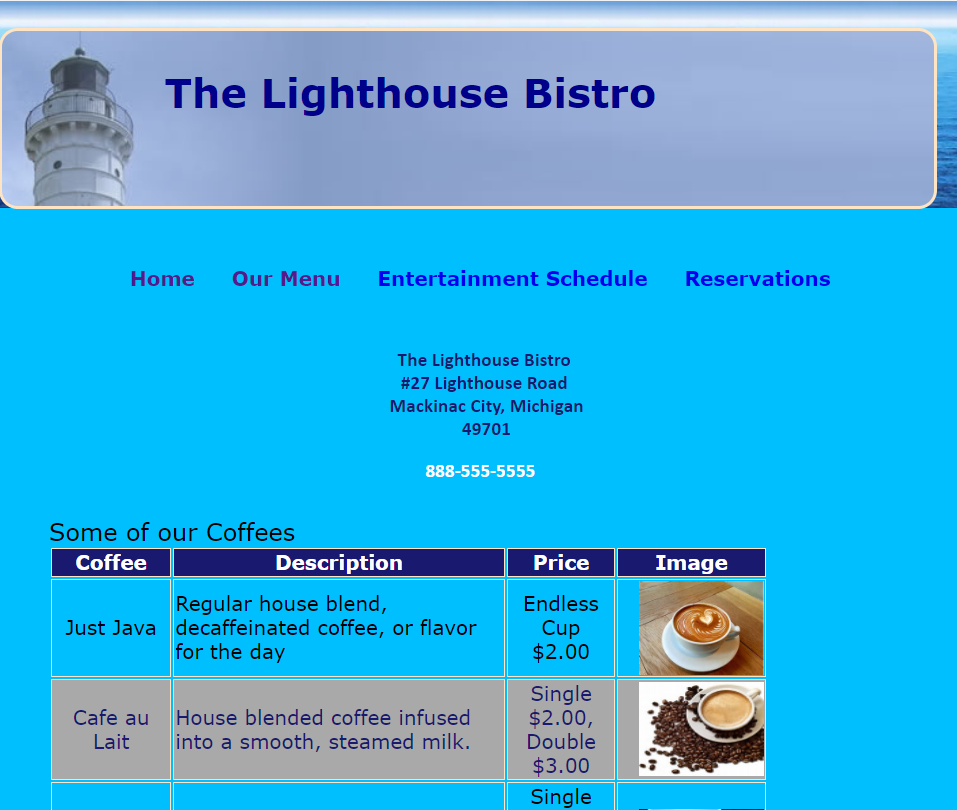 The Lighthouse Bistro
Home Our Menu Entertainment Schedule Reservations
The Lighthouse Bistro
#27 Lighthouse Road
Mackinac City, Michigan
49701
888-555-5555
Some of our Coffees
Coffee Description Price Image
Just Java
Regular house blend,
decaffeinated coffee, or flavor
for the day
Endless
Cup
$2.00
Cafe au
Lait
House blended coffee infused
into a smooth, steamed milk.
Single
$2.00,
Double
$3.00
Single